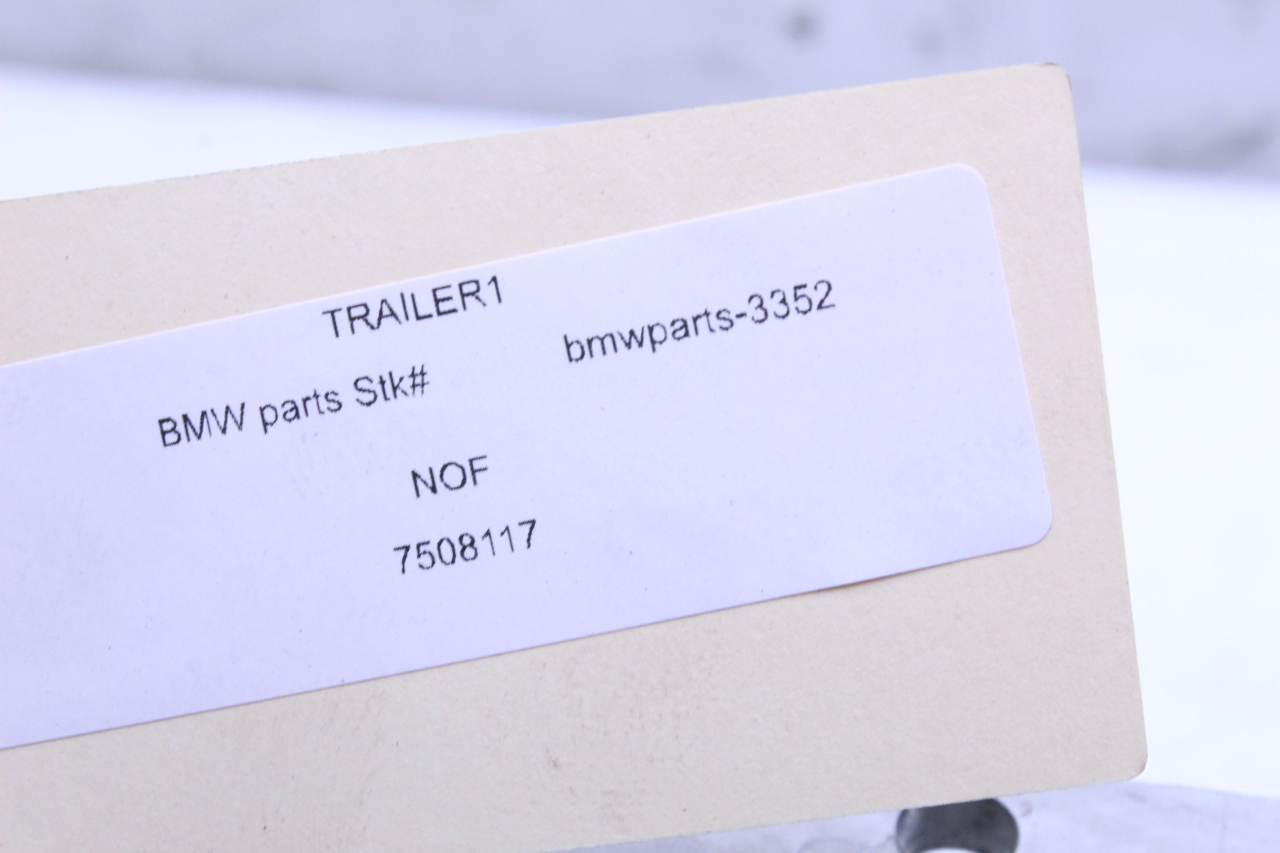 TRAILER1
BMW parts Stk# bmwparts-3352
NOF
7508117